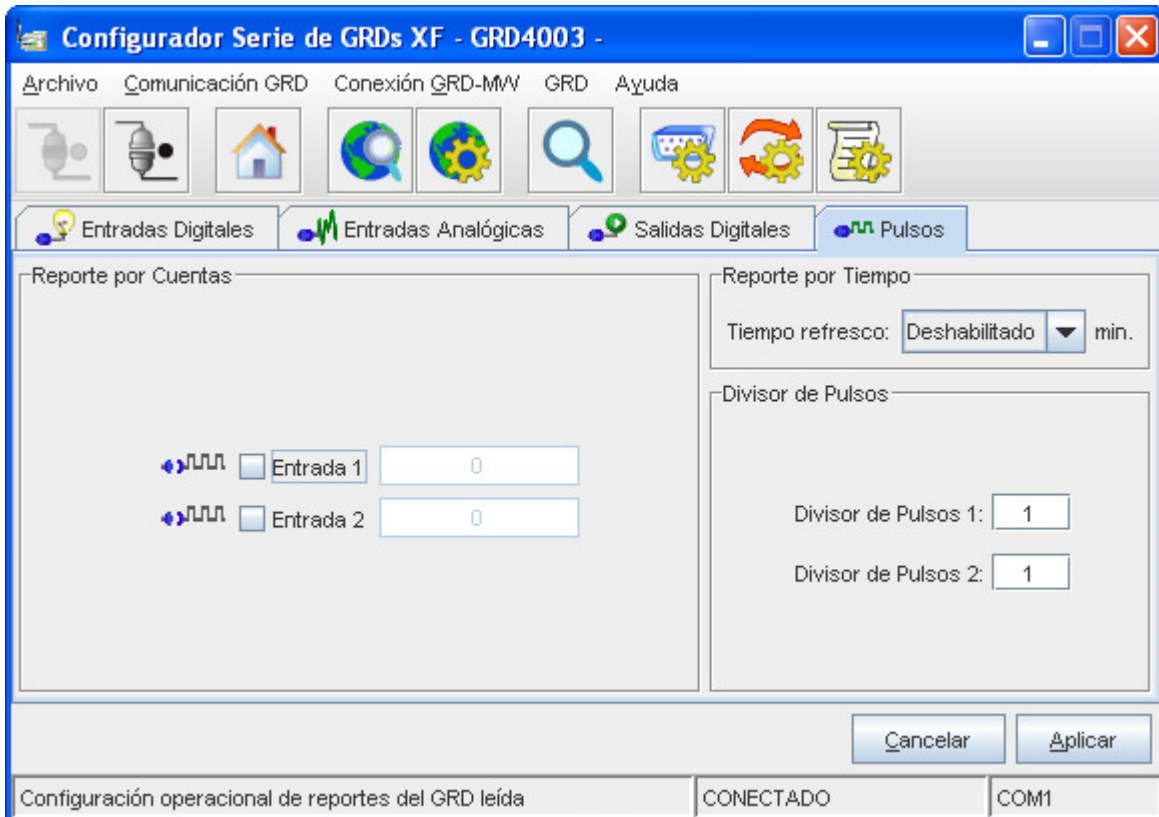 Configurador Serie de GRDs XF - GRD4003 -
Archivo Comunicación GRD Conexión GRD-MW GRD Ayuda
Entradas Digitales Entradas Analógicas Salidas Digitales Pulsos
Reporte por Cuentas
Entrada 1 0
Entrada 2 0
Reporte por Tiempo
Tiempo refresco: Deshabilitado min.
Divisor de Pulsos
Divisor de Pulsos 1: 1
Divisor de Pulsos 2: 1
Cancelar Aplicar
Configuración operacional de reportes del GRD leída CONECTADO COM1